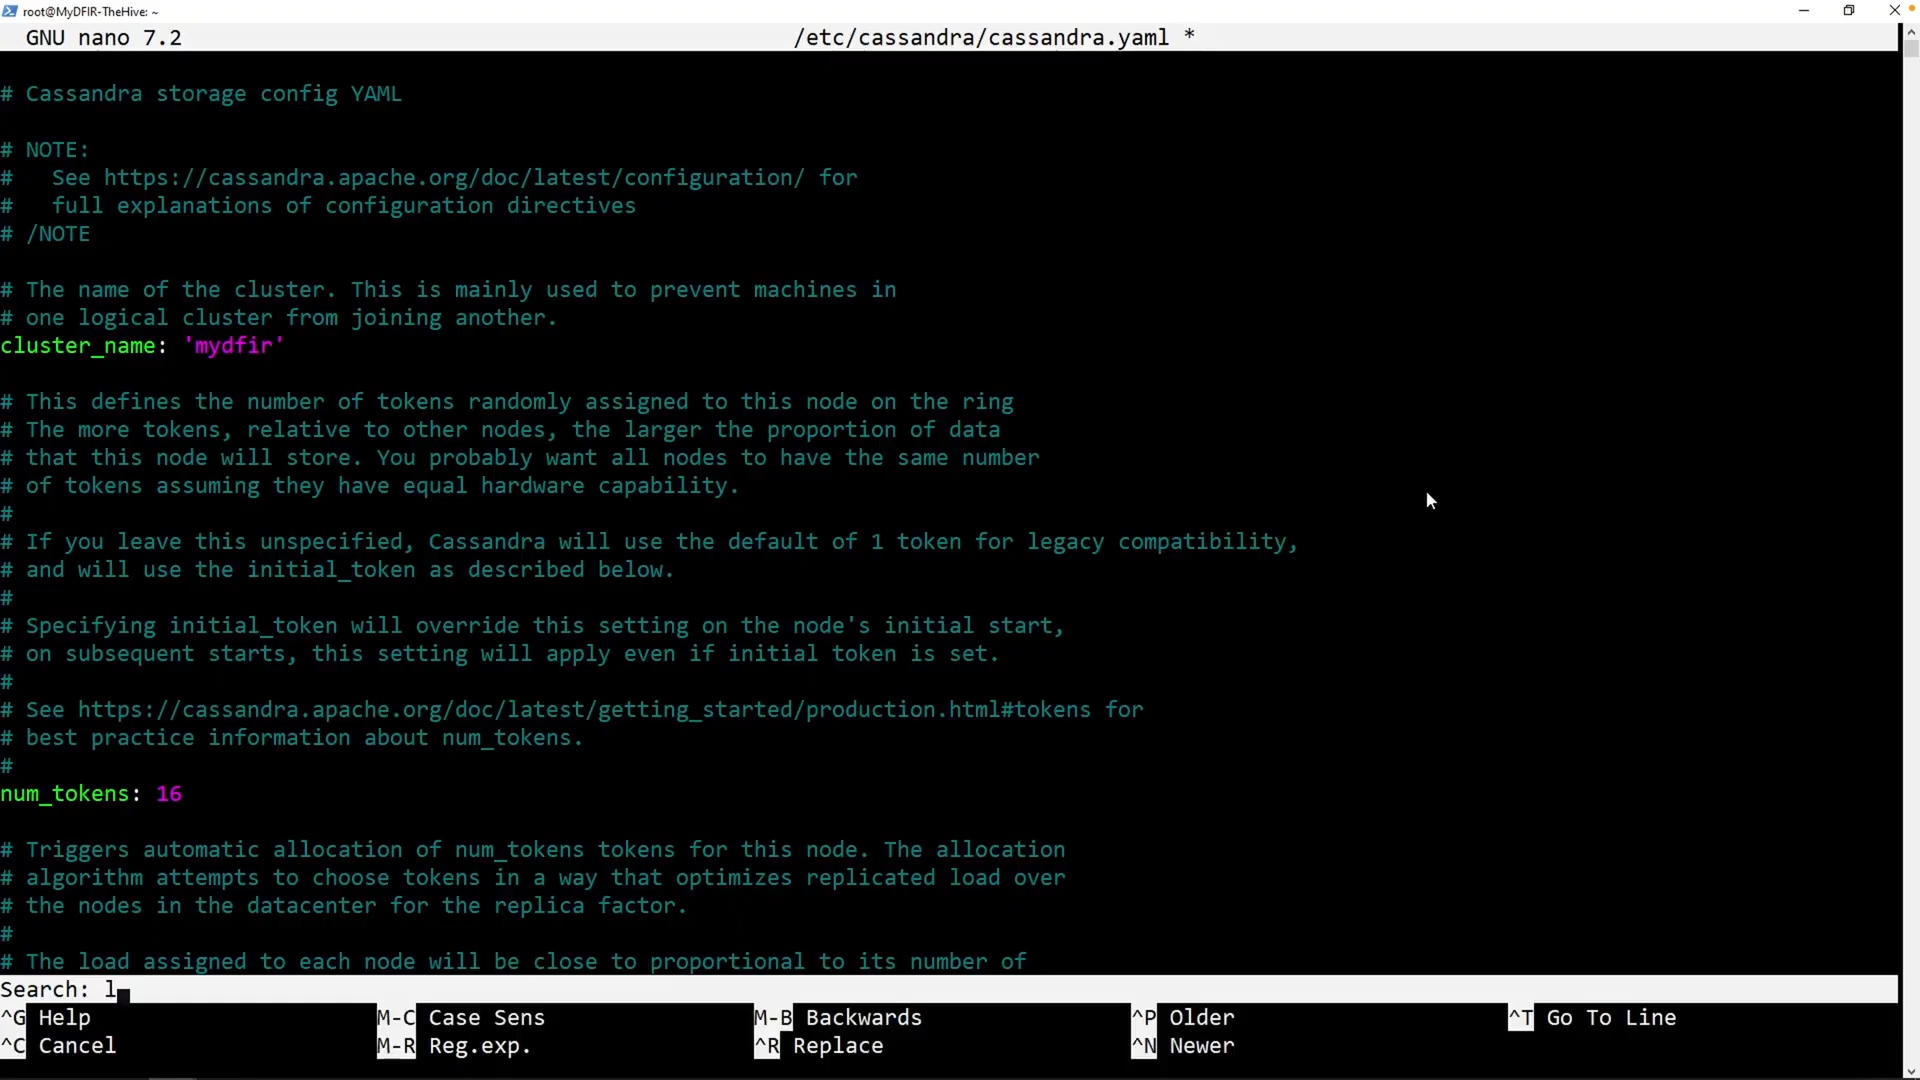 root@MyDFIR-TheHive: ~
GNU nano 7.2 /etc/cassandra/cassandra.yaml *
# Cassandra storage config YAML
# NOTE:
#   See https://cassandra.apache.org/doc/latest/configuration/ for
#   full explanations of configuration directives
# /NOTE
# The name of the cluster. This is mainly used to prevent machines in
# one logical cluster from joining another.
cluster_name: 'mydfir'
# This defines the number of tokens randomly assigned to this node on the ring
# The more tokens, relative to other nodes, the larger the proportion of data
# that this node will store. You probably want all nodes to have the same number
# of tokens assuming they have equal hardware capability.
#
# If you leave this unspecified, Cassandra will use the default of 1 token for legacy compatibility,
# and will use the initial_token as described below.
#
# Specifying initial_token will override this setting on the node's initial start,
# on subsequent starts, this setting will apply even if initial token is set.
#
# See https://cassandra.apache.org/doc/latest/getting_started/production.html#tokens for
# best practice information about num_tokens.
#
num_tokens: 16
# Triggers automatic allocation of num_tokens tokens for this node. The allocation
# algorithm attempts to choose tokens in a way that optimizes replicated load over
# the nodes in the datacenter for the replica factor.
#
# The load assigned to each node will be close to proportional to its number of
Search: l
^G Help M-C Case Sens M-B Backwards ^P Older ^T Go To Line
^C Cancel M-R Reg.exp. ^R Replace ^N Newer